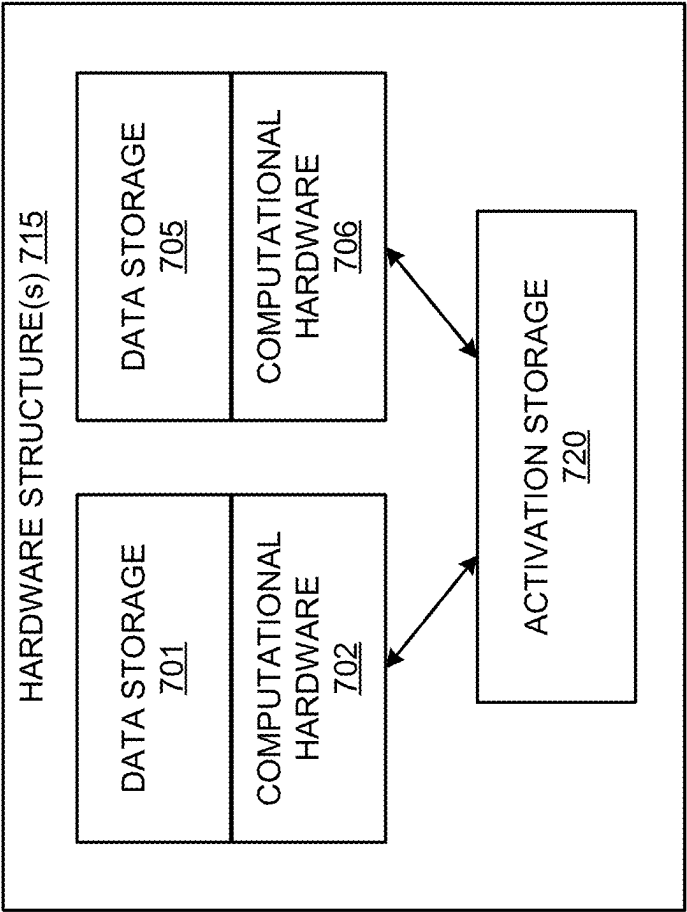 HARDWARE STRUCTURE(s) 715
DATA STORAGE
701
COMPUTATIONAL
HARDWARE
702
DATA STORAGE
705
COMPUTATIONAL
HARDWARE
706
ACTIVATION STORAGE
720